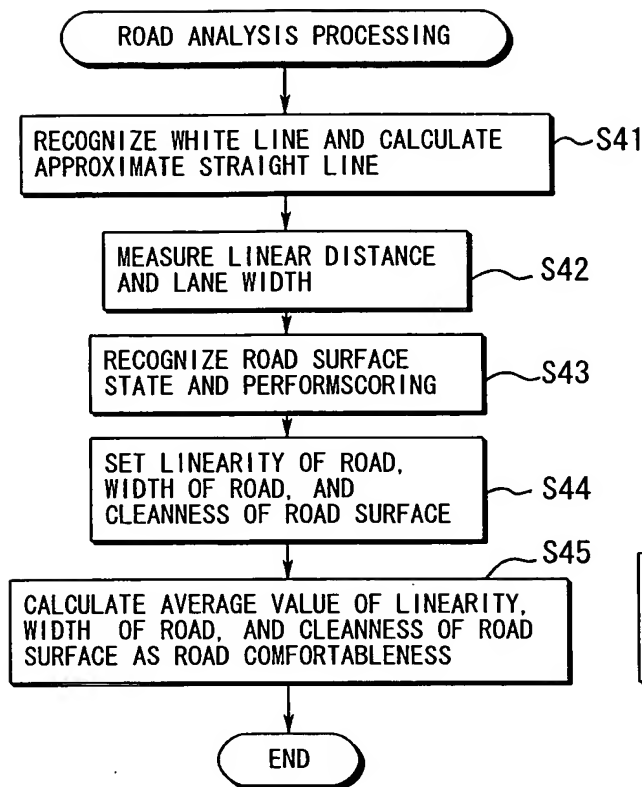 ROAD ANALYSIS PROCESSING
RECOGNIZE WHITE LINE AND CALCULATE
APPROXIMATE STRAIGHT LINE
S41
MEASURE LINEAR DISTANCE
AND LANE WIDTH
S42
RECOGNIZE ROAD SURFACE
STATE AND PERFORMSCORING
S43
SET LINEARITY OF ROAD,
WIDTH OF ROAD, AND
CLEANNESS OF ROAD SURFACE
S44
S45
CALCULATE AVERAGE VALUE OF LINEARITY,
WIDTH OF ROAD, AND CLEANNESS OF ROAD
SURFACE AS ROAD COMFORTABLENESS
END